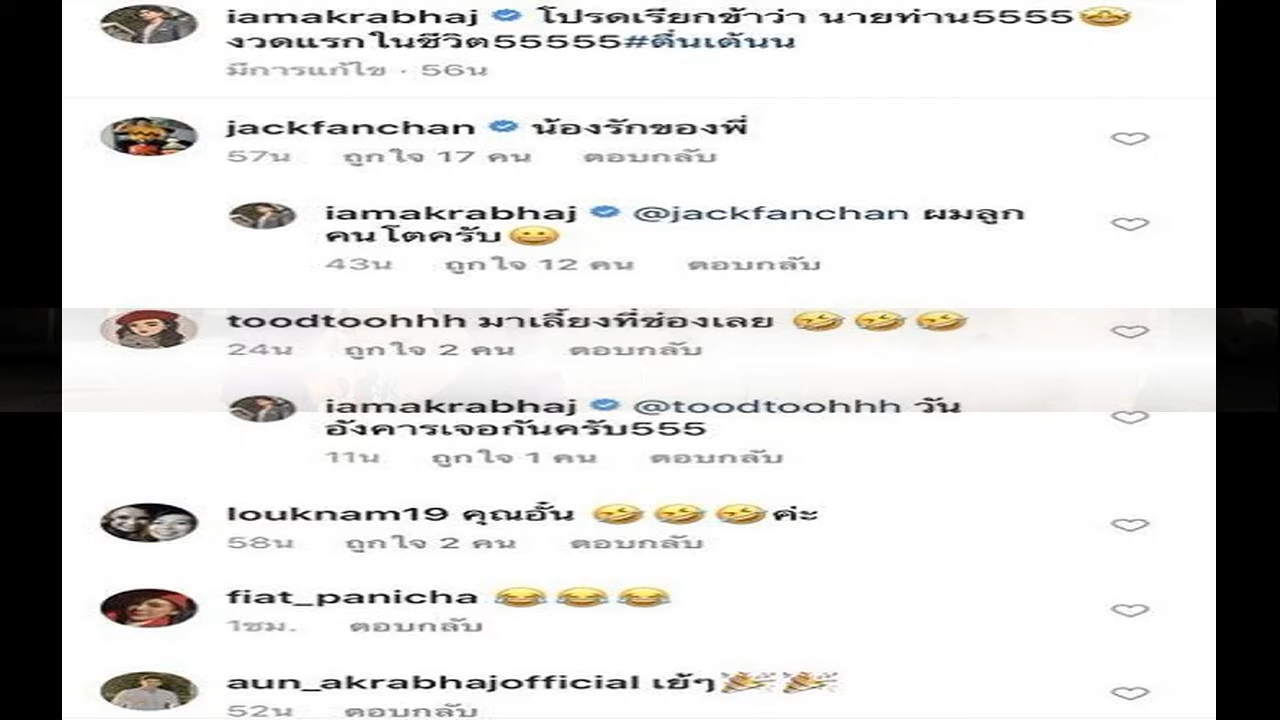 iamakrabhaj โปรดเรียกข้าว่า นายท่าน5555🤩
งวดแรกในชีวิต55555#ตื่นเต้นน
มีการแก้ไข · 56น
jackfanchan น้องรักของพี่
57น ถูกใจ 17 คน ตอบกลับ
iamakrabhaj @jackfanchan ผมลูก
คนโตครับ😀
43น ถูกใจ 12 คน ตอบกลับ
toodtoohhh มาเลี้ยงที่ช่องเลย 🤣🤣🤣
24น ถูกใจ 2 คน ตอบกลับ
iamakrabhaj @toodtoohhh วัน
อังคารเจอกันครับ555
11น ถูกใจ 1 คน ตอบกลับ
louknam19 คุณอั๋น 🤣🤣🤣ค่ะ
58น ถูกใจ 2 คน ตอบกลับ
fiat_panicha 😂😂😂
1ชม. ตอบกลับ
aun_akrabhajofficial เย้ๆ🎉🎉
52น ตอบกลับ